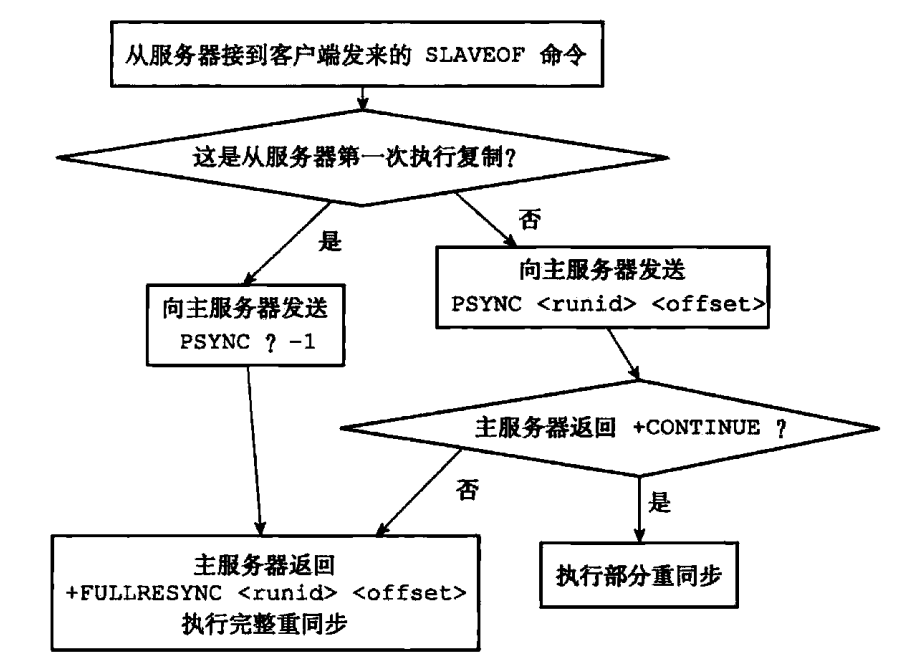 从服务器接到客户端发来的 SLAVEOF 命令
这是从服务器第一次执行复制?
是
否
向主服务器发送
PSYNC ? -1
向主服务器发送
PSYNC <runid> <offset>
主服务器返回 +CONTINUE ?
否
是
主服务器返回
+FULLRESYNC <runid> <offset>
执行完整重同步
执行部分重同步